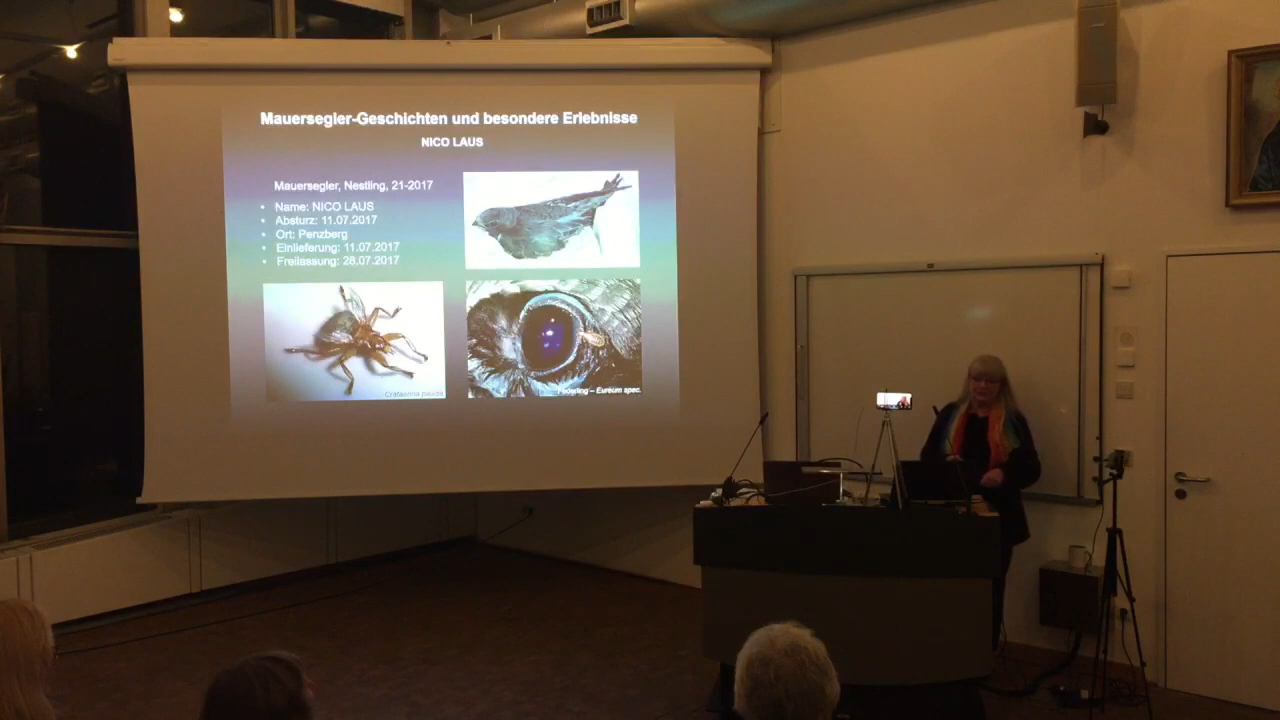 Mauersegler-Geschichten und besondere Erlebnisse
NICO LAUS
Mauersegler, Nestling, 21-2017
• Name: NICO LAUS
• Absturz: 11.07.2017
• Ort: Penzberg
• Einlieferung: 11.07.2017
• Freilassung: 28.07.2017
Crataerina pallida
Federling – Eureum spec.